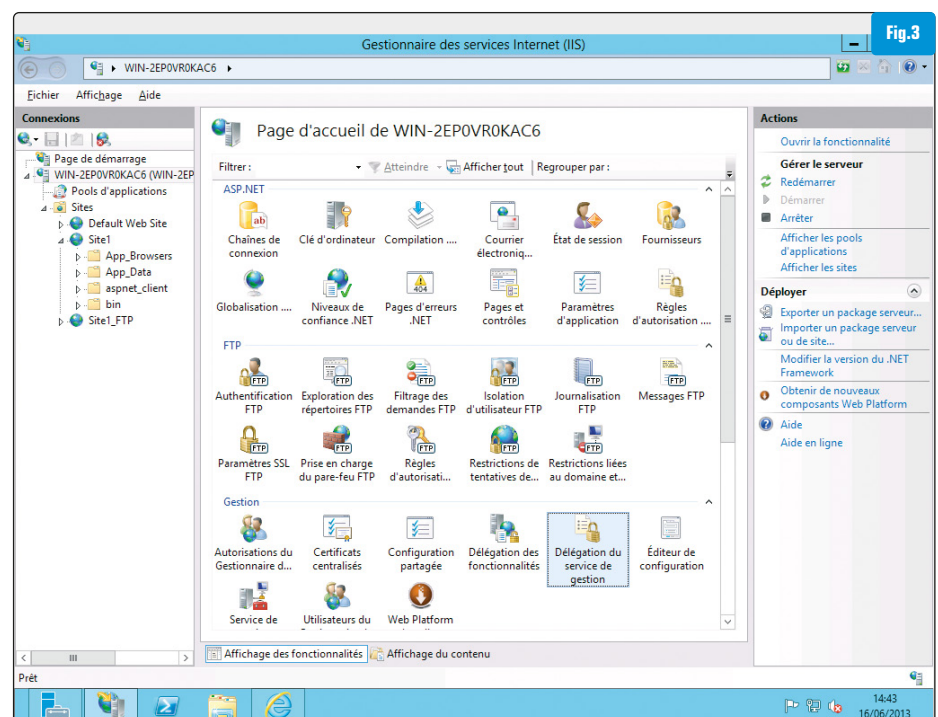 Fig.3
Gestionnaire des services Internet (IIS)
WIN-2EP0VR0KAC6
Fichier Affichage Aide
Connexions
Page de démarrage
WIN-2EP0VR0KAC6 (WIN-2EP
Pools d'applications
Sites
Default Web Site
Site1
App_Browsers
App_Data
aspnet_client
bin
Site1_FTP
Page d'accueil de WIN-2EP0VR0KAC6
Filtrer : Atteindre Afficher tout Regrouper par :
ASP.NET
Chaînes de connexion
Clé d'ordinateur
Compilation ....
Courrier électroniq...
État de session
Fournisseurs
Globalisation ....
Niveaux de confiance .NET
404
Pages d'erreurs .NET
Pages et contrôles
Paramètres d'application
Règles d'autorisation ....
FTP
Authentification FTP
Exploration des répertoires FTP
Filtrage des demandes FTP
Isolation d'utilisateur FTP
Journalisation FTP
Messages FTP
Paramètres SSL FTP
Prise en charge du pare-feu FTP
Règles d'autorisati...
Restrictions de tentatives de...
Restrictions liées au domaine et...
Gestion
Autorisations du Gestionnaire d...
Certificats centralisés
Configuration partagée
Délégation des fonctionnalités
Délégation du service de gestion
Éditeur de configuration
Service de
Utilisateurs du
Web Platform
Affichage des fonctionnalités
Affichage du contenu
Actions
Ouvrir la fonctionnalité
Gérer le serveur
Redémarrer
Démarrer
Arrêter
Afficher les pools
d'applications
Afficher les sites
Déployer
Exporter un package serveur...
Importer un package serveur
ou de site...
Modifier la version du .NET
Framework
Obtenir de nouveaux
composants Web Platform
Aide
Aide en ligne
Prêt
14:43
16/06/2013